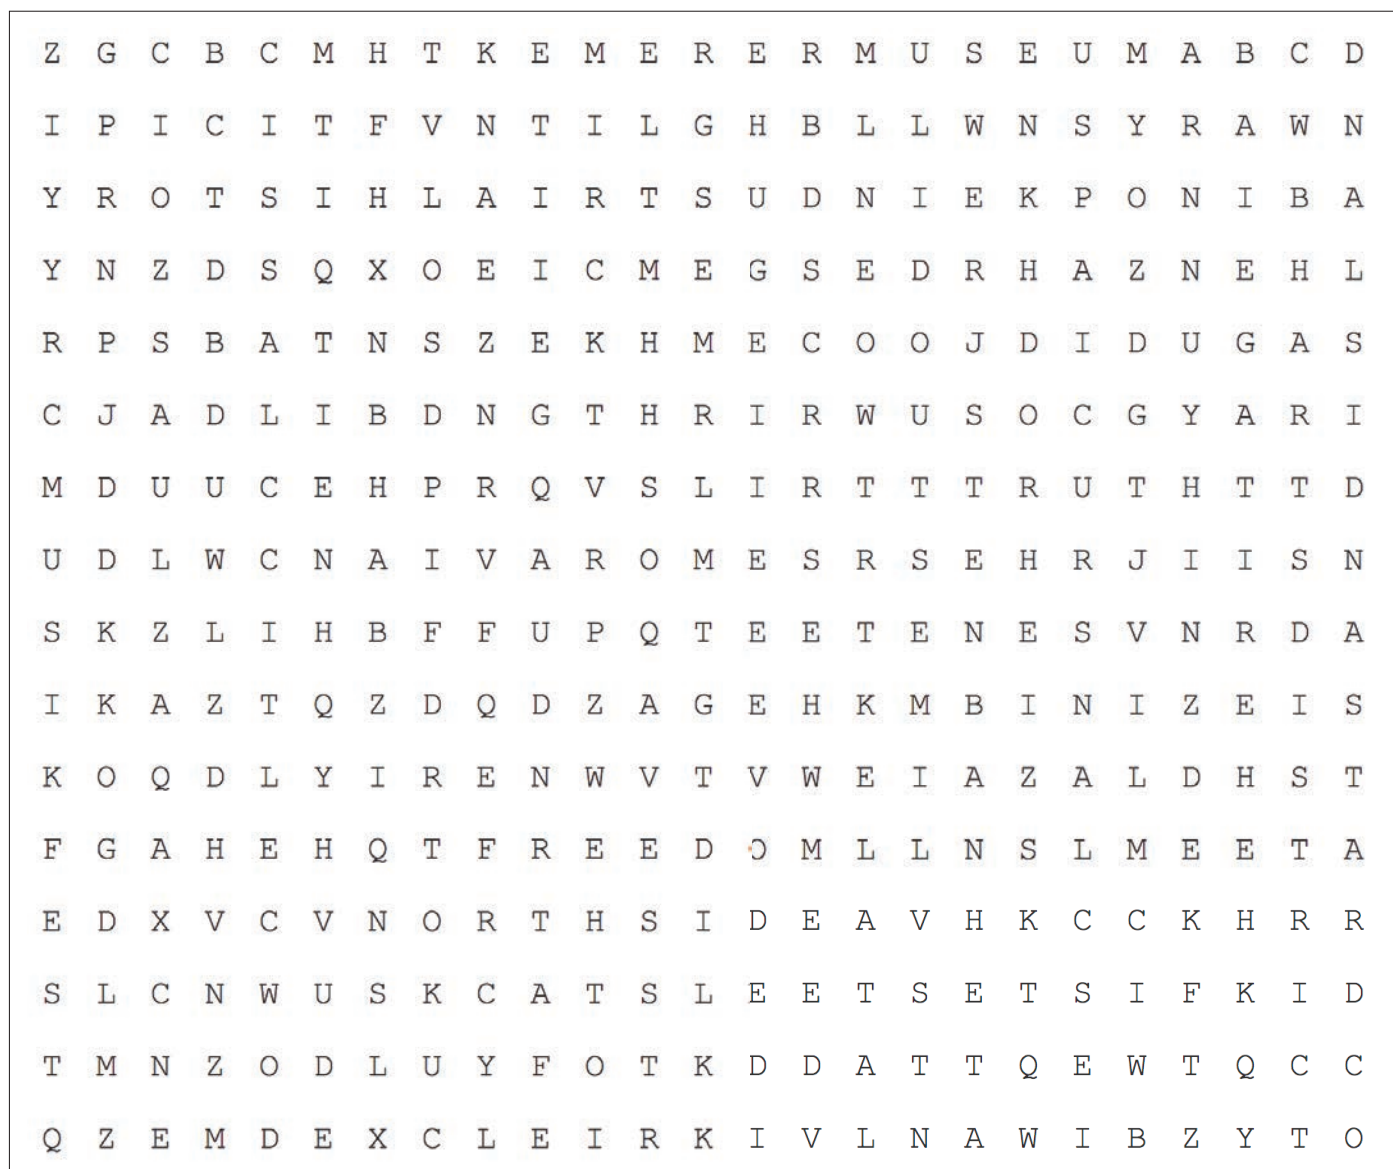 Z G C B C M H T K E M E R E R M U S E U M A B C D
I P I C I T F V N T I L G H B L L W N S Y R A W N
Y R O T S I H L A I R T S U D N I E K P O N I B A
Y N Z D S Q X O E I C M E G S E D R H A Z N E H L
R P S B A T N S Z E K H M E C O O J D I D U G A S
C J A D L I B D N G T H R I R W U S O C G Y A R I
M D U U C E H P R Q V S L I R T T T R U T H T T D
U D L W C N A I V A R O M E S R S E H R J I I S N
S K Z L I H B F F U P Q T E E T E N E S V N R D A
I K A Z T Q Z D Q D Z A G E H K M B I N I Z E I S
K O Q D L Y I R E N W V T V W E I A Z A L D H S T
F G A H E H Q T F R E E D O M L L N S L M E E T A
E D X V C V N O R T H S I D E A V H K C C K H R R
S L C N W U S K C A T S L E E T S E T S I F K I D
T M N Z O D L U Y F O T K D D A T T Q E W T Q C C
Q Z E M D E X C L E I R K I V L N A W I B Z Y T O